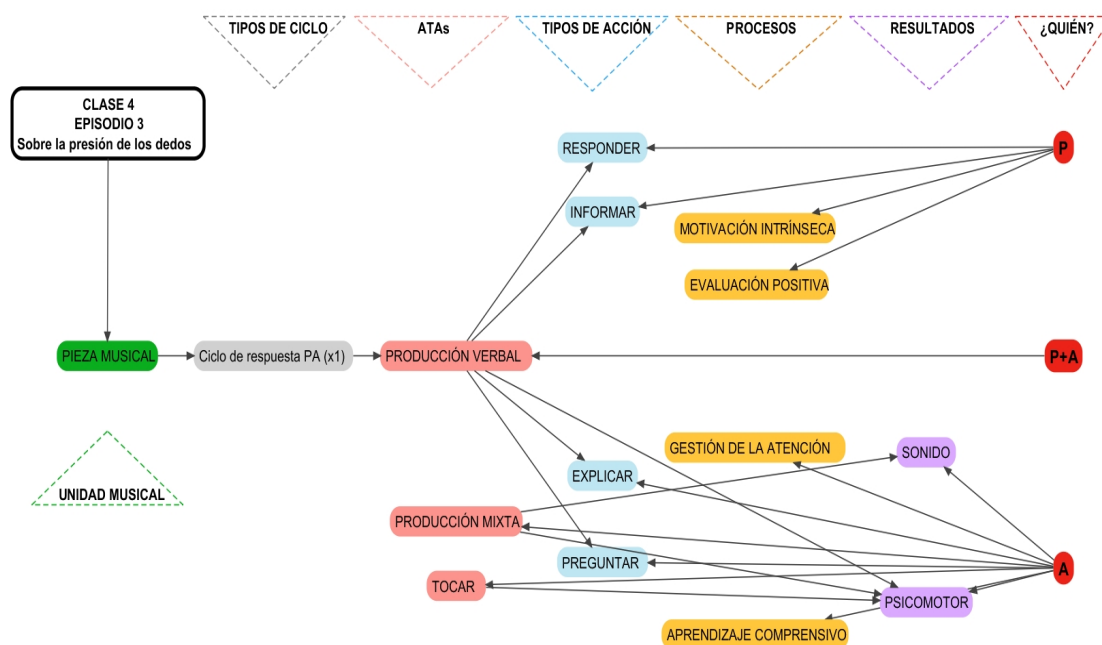 TIPOS DE CICLO
ATAs
TIPOS DE ACCIÓN
PROCESOS
RESULTADOS
¿QUIÉN?
CLASE 4
EPISODIO 3
Sobre la presión de los dedos
RESPONDER
P
INFORMAR
MOTIVACIÓN INTRÍNSECA
EVALUACIÓN POSITIVA
PIEZA MUSICAL
Ciclo de respuesta PA (x1)
PRODUCCIÓN VERBAL
P+A
GESTIÓN DE LA ATENCIÓN
SONIDO
EXPLICAR
UNIDAD MUSICAL
PRODUCCIÓN MIXTA
PREGUNTAR
A
TOCAR
PSICOMOTOR
APRENDIZAJE COMPRENSIVO